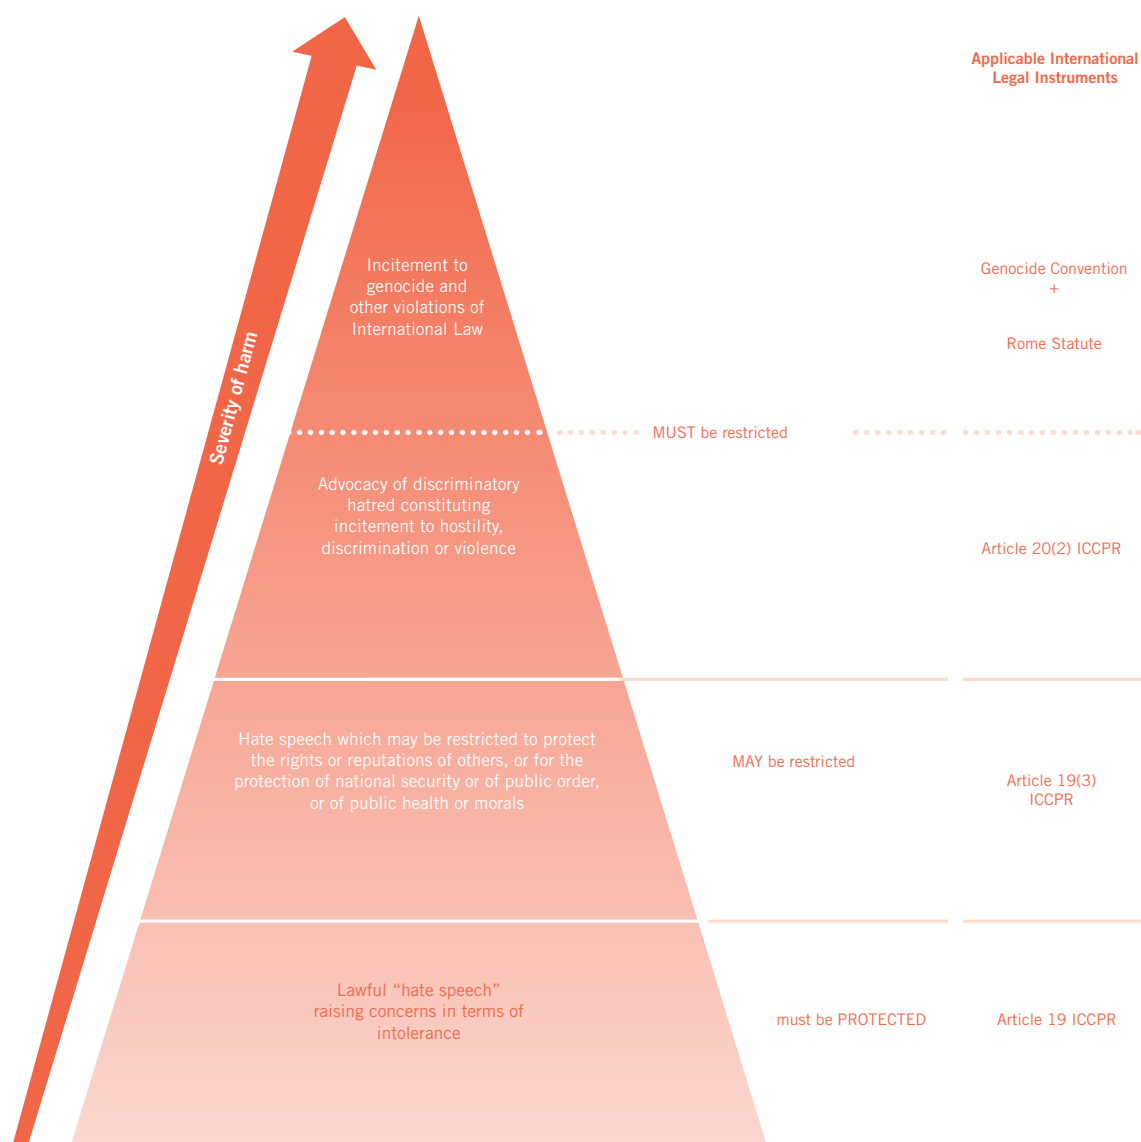 Applicable International
Legal Instruments
Severity of harm
Incitement to
genocide and
other violations of
International Law
Genocide Convention
+
Rome Statute
MUST be restricted
Advocacy of discriminatory
hatred constituting
incitement to hostility,
discrimination or violence
Article 20(2) ICCPR
Hate speech which may be restricted to protect
the rights or reputations of others, or for the
protection of national security or of public order,
or of public health or morals
MAY be restricted
Article 19(3)
ICCPR
Lawful “hate speech”
raising concerns in terms of
intolerance
must be PROTECTED
Article 19 ICCPR